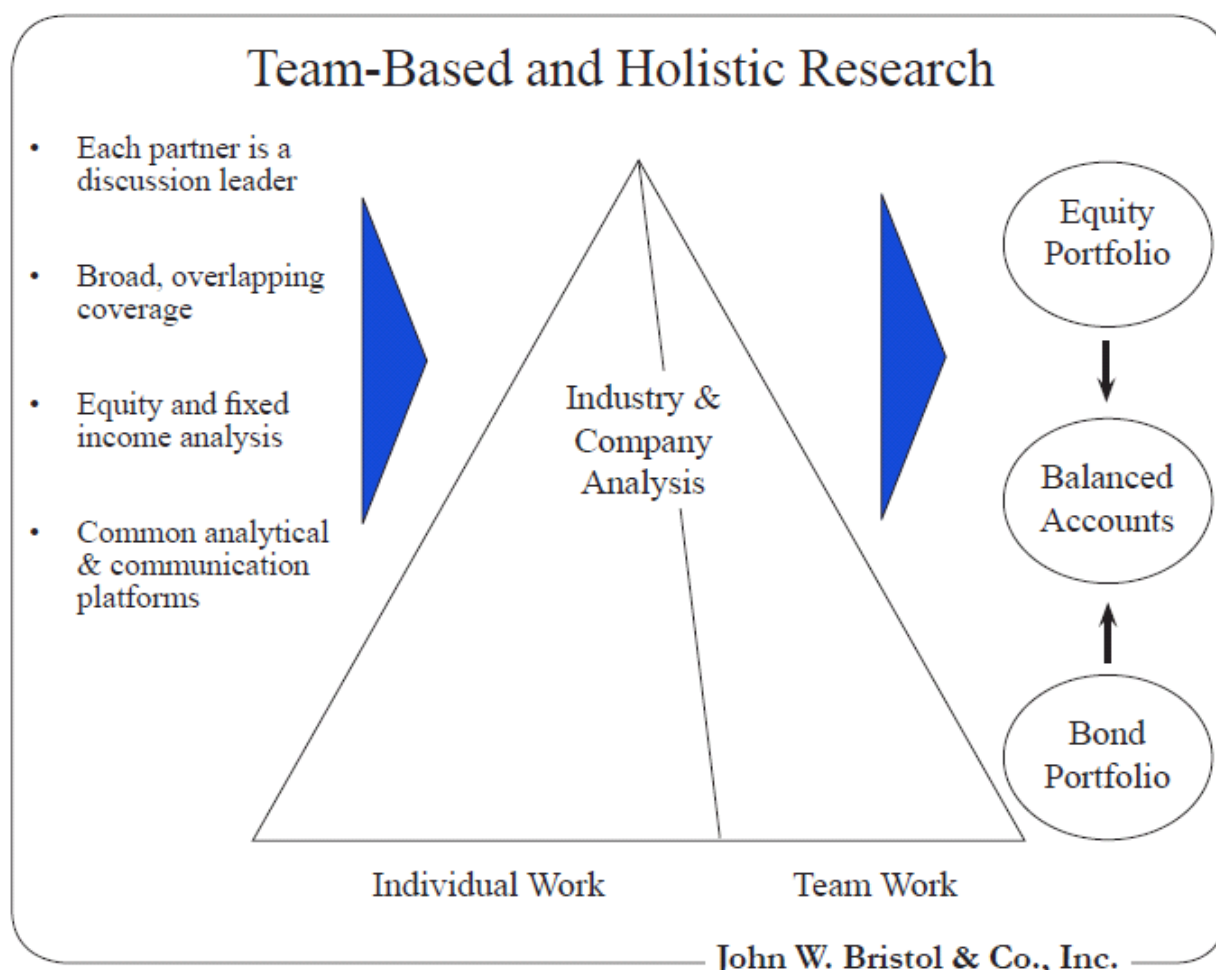 Team-Based and Holistic Research
• Each partner is a
discussion leader
• Broad, overlapping
coverage
• Equity and fixed
income analysis
• Common analytical
& communication
platforms
Industry &
Company
Analysis
Individual Work
Team Work
Equity
Portfolio
Balanced
Accounts
Bond
Portfolio
John W. Bristol & Co., Inc.